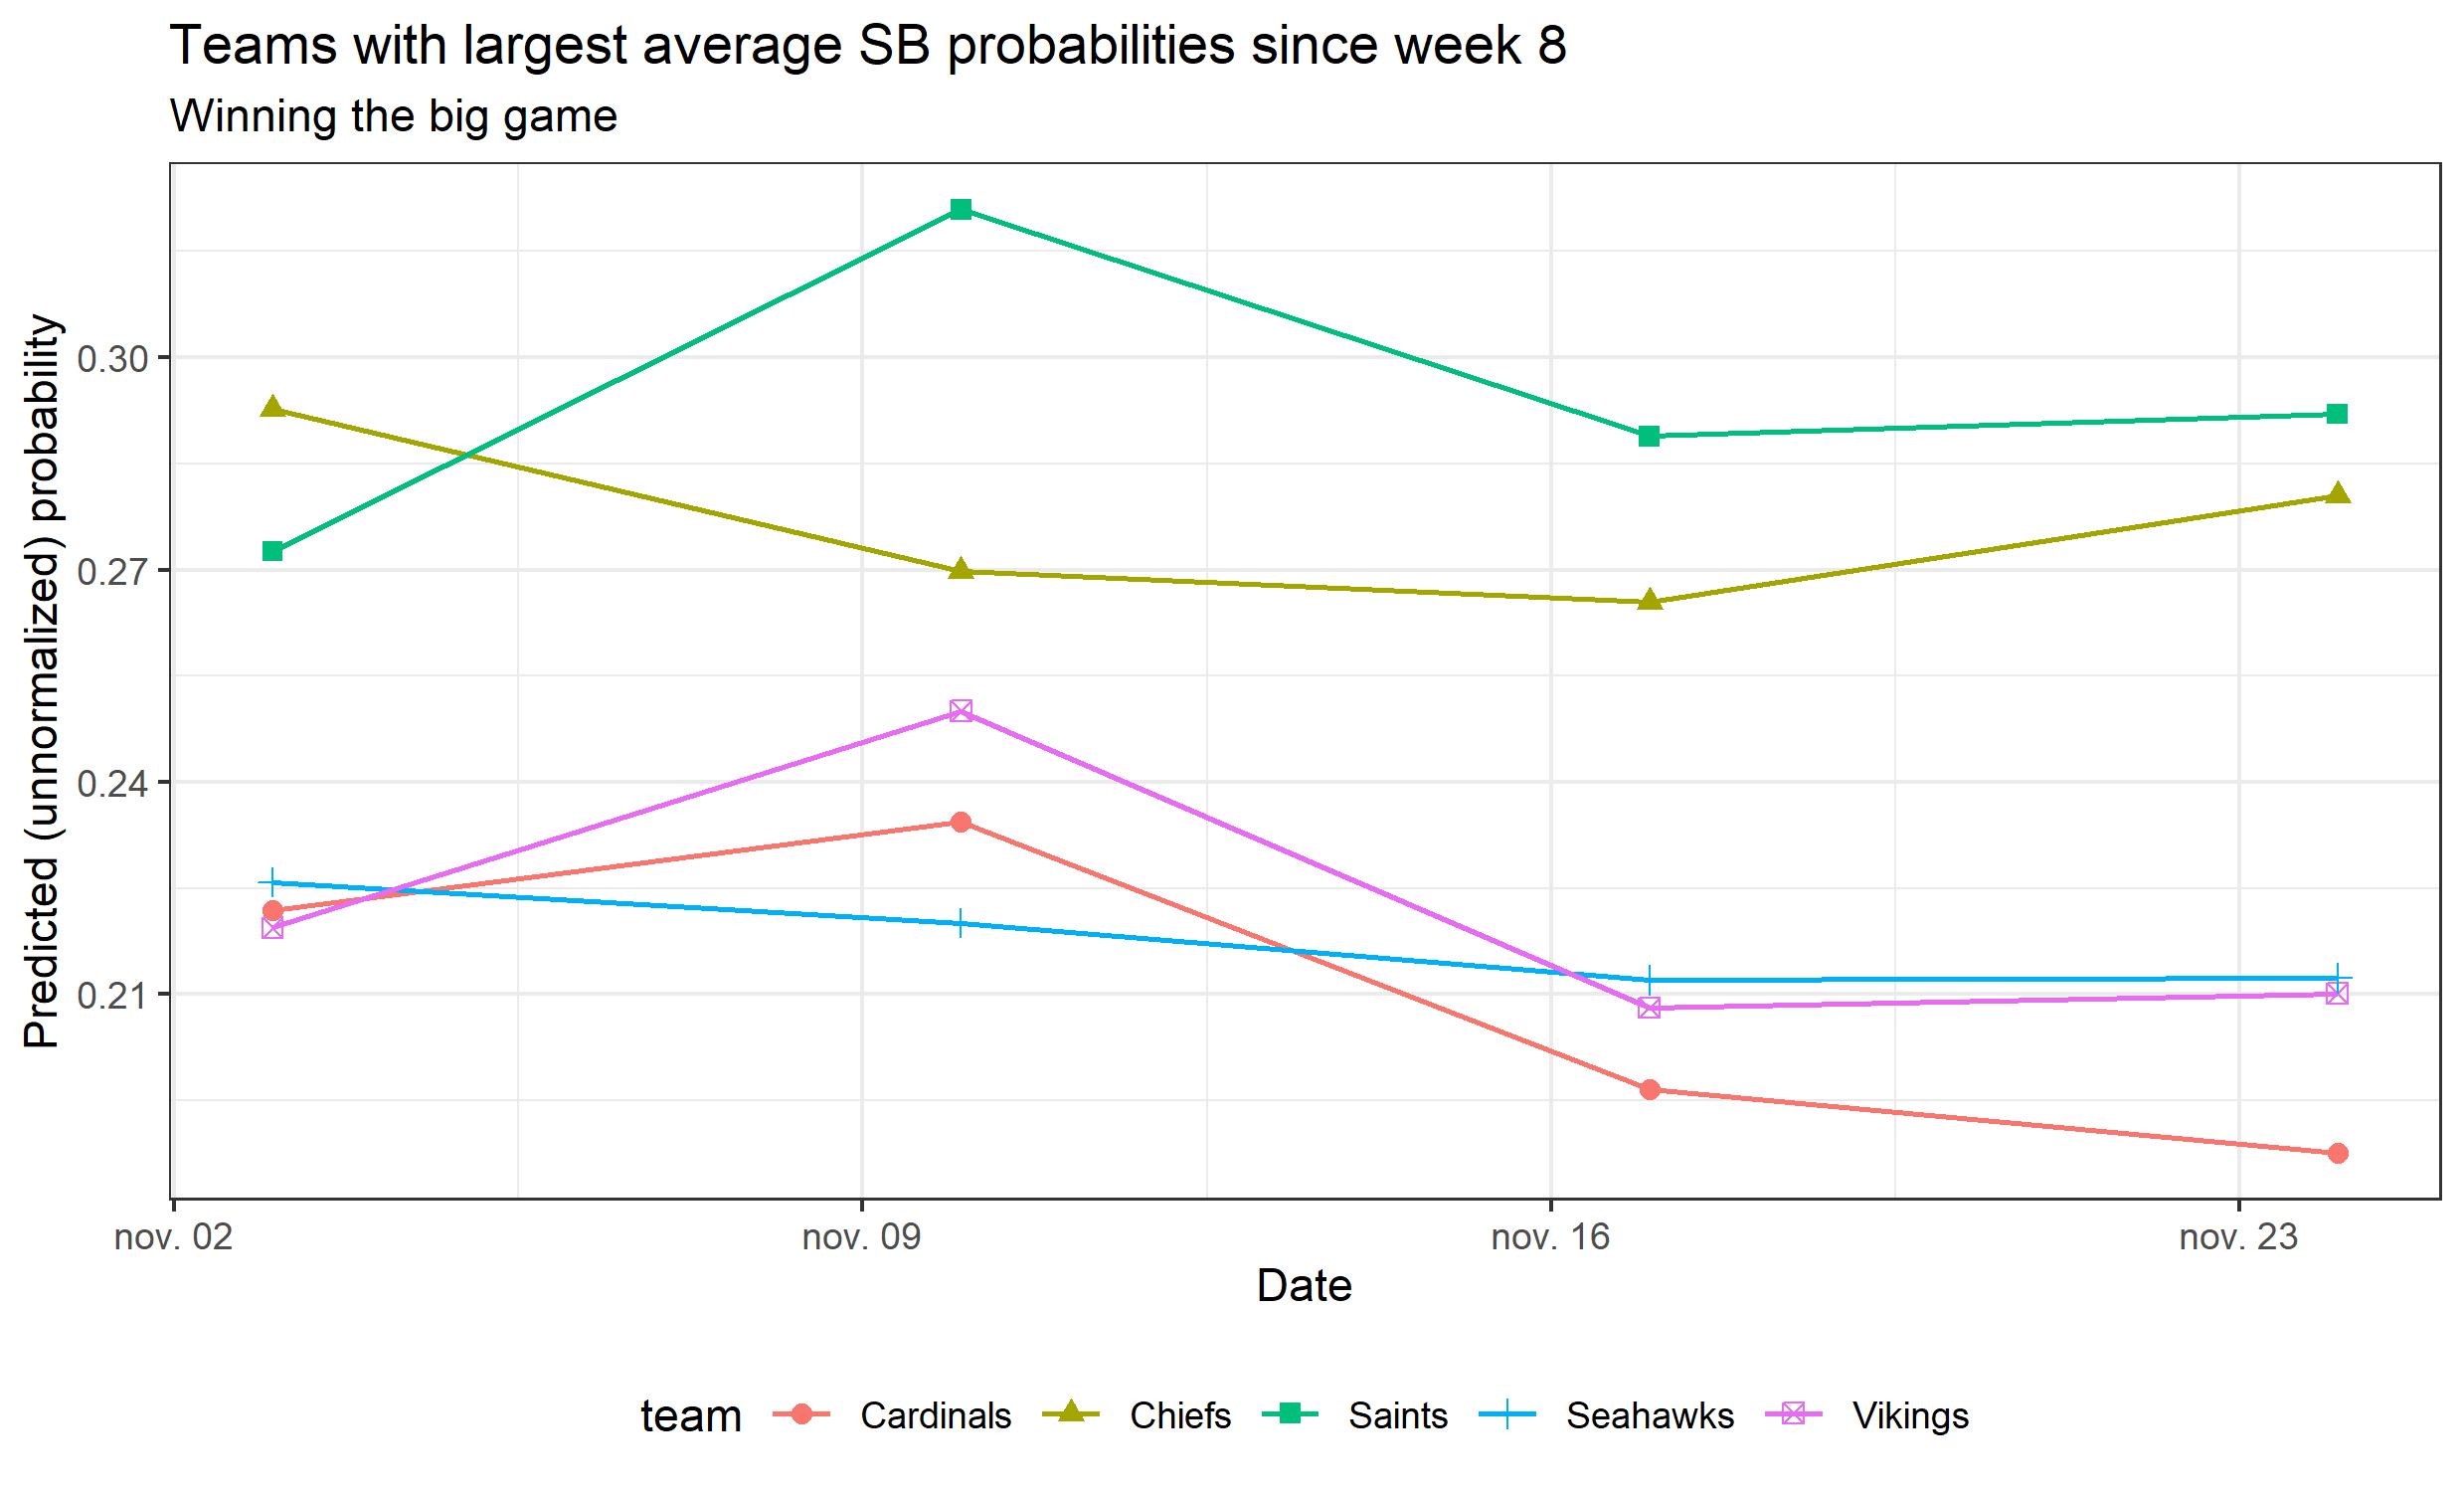 Teams with largest average SB probabilities since week 8
Winning the big game
Predicted (unnormalized) probability
0.30
0.27
0.24
0.21
nov. 02
nov. 09
nov. 16
nov. 23
Date
team
Cardinals
Chiefs
Saints
Seahawks
Vikings